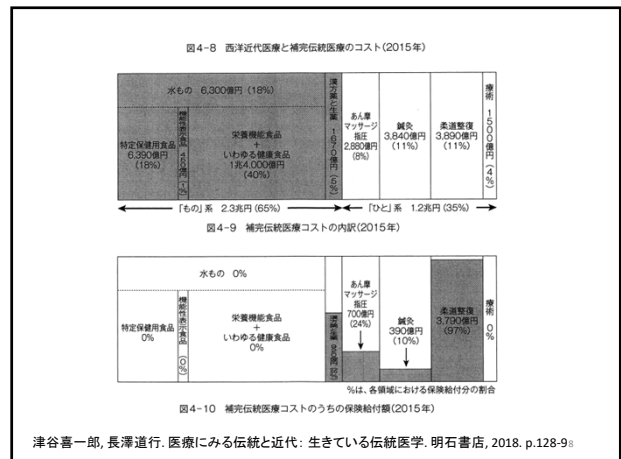 図4-8 西洋近代医療と補完伝統医療のコスト(2015年)
水もの 6,300億円(18%)
特定保健用食品
6,390億円
(18%)
機能性表示食品 450億円(1%)
栄養機能食品
+
いわゆる健康食品
1兆4,000億円
(40%)
漢方薬と生薬 1670億円(5%)
あん摩
マッサージ
指圧
2,880億円
(8%)
鍼灸
3,840億円
(11%)
柔道整復
3,890億円
(11%)
療術 1500億円(4%)
「もの」系 2.3兆円(65%)
「ひと」系 1.2兆円(35%)
図4-9 補完伝統医療コストの内訳(2015年)
水もの 0%
特定保健用食品
0%
機能性表示食品 (0%)
栄養機能食品
+
いわゆる健康食品
0%
あん摩
マッサージ
指圧
700億円
(24%)
鍼灸
390億円
(10%)
柔道整復
3,790億円
(97%)
療術 0%
%は、各領域における保険給付分の割合
図4-10 補完伝統医療コストのうちの保険給付額(2015年)
津谷喜一郎, 長澤道行. 医療にみる伝統と近代: 生きている伝統医学. 明石書店, 2018. p.128-9
8